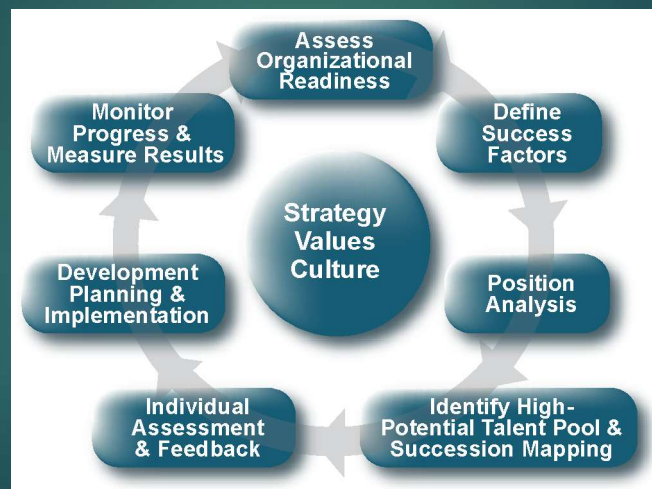 Assess
Organizational
Readiness
Define
Success
Factors
Position
Analysis
Identify High-
Potential Talent Pool &
Succession Mapping
Individual
Assessment
& Feedback
Development
Planning &
Implementation
Monitor
Progress &
Measure Results
Strategy
Values
Culture